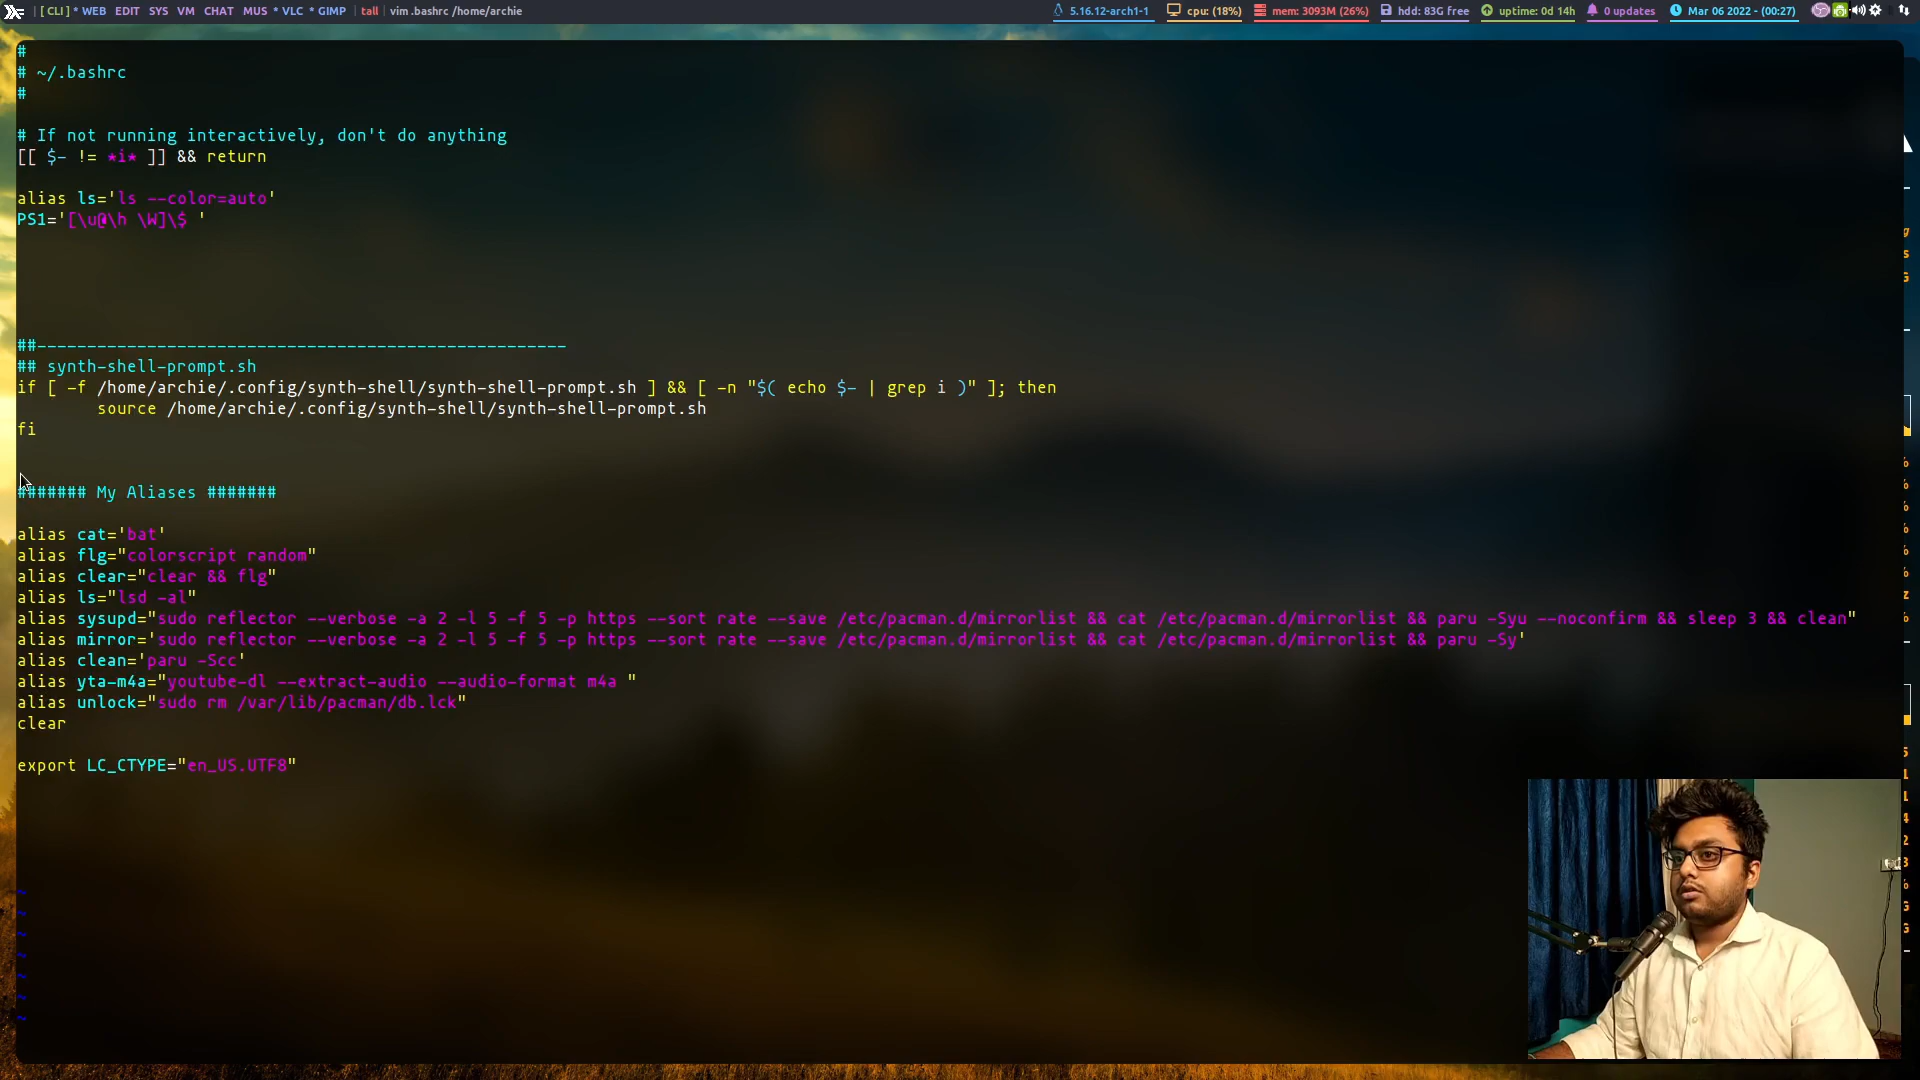 [CLI] * WEB EDIT SYS VM CHAT MUS * VLC * GIMP | tall | vim .bashrc /home/archie 5.16.12-arch1-1 cpu: (18%) mem: 3093M (26%) hdd: 83G free uptime: 0d 14h 0 updates Mar 06 2022 - (00:27)
#
# ~/.bashrc
#
# If not running interactively, don't do anything
[[ $- != *i* ]] && return
alias ls='ls --color=auto'
PS1='[\u@\h \W]\$ '
##-----------------------------------------------------
## synth-shell-prompt.sh
if [ -f /home/archie/.config/synth-shell/synth-shell-prompt.sh ] && [ -n "$( echo $- | grep i )" ]; then
source /home/archie/.config/synth-shell/synth-shell-prompt.sh
fi
####### My Aliases #######
alias cat='bat'
alias flg="colorscript random"
alias clear="clear && flg"
alias ls="lsd -al"
alias sysupd="sudo reflector --verbose -a 2 -l 5 -f 5 -p https --sort rate --save /etc/pacman.d/mirrorlist && cat /etc/pacman.d/mirrorlist && paru -Syu --noconfirm && sleep 3 && clean"
alias mirror='sudo reflector --verbose -a 2 -l 5 -f 5 -p https --sort rate --save /etc/pacman.d/mirrorlist && cat /etc/pacman.d/mirrorlist && paru -Sy'
alias clean='paru -Scc'
alias yta-m4a="youtube-dl --extract-audio --audio-format m4a "
alias unlock="sudo rm /var/lib/pacman/db.lck"
clear
export LC_CTYPE="en_US.UTF8"
~
~
~
~
~
~
~